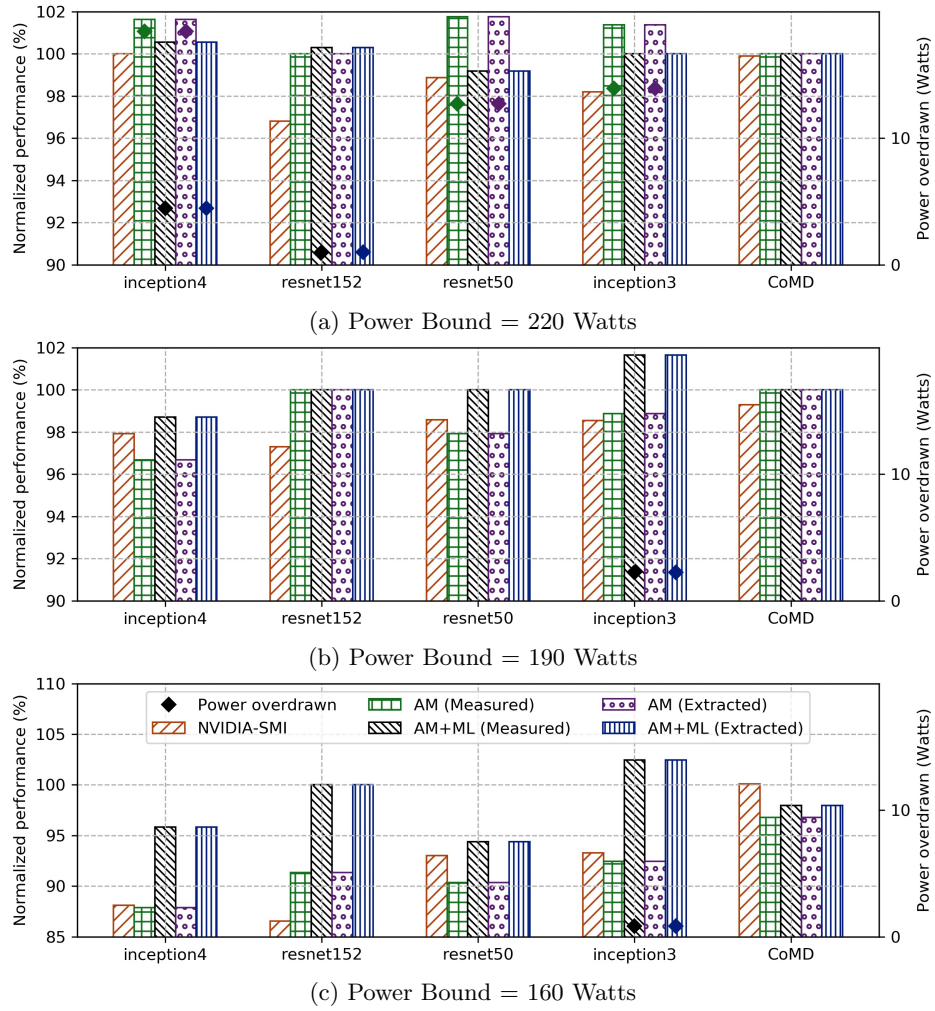 102
100
98
96
94
92
90
Normalized performance (%)
10
0
Power overdrawn (Watts)
inception4 resnet152 resnet50 inception3 CoMD
(a) Power Bound = 220 Watts
102
100
98
96
94
92
90
Normalized performance (%)
10
0
Power overdrawn (Watts)
inception4 resnet152 resnet50 inception3 CoMD
(b) Power Bound = 190 Watts
110
105
100
95
90
85
Normalized performance (%)
Power overdrawn AM (Measured) AM (Extracted)
NVIDIA-SMI AM+ML (Measured) AM+ML (Extracted)
10
0
Power overdrawn (Watts)
inception4 resnet152 resnet50 inception3 CoMD
(c) Power Bound = 160 Watts